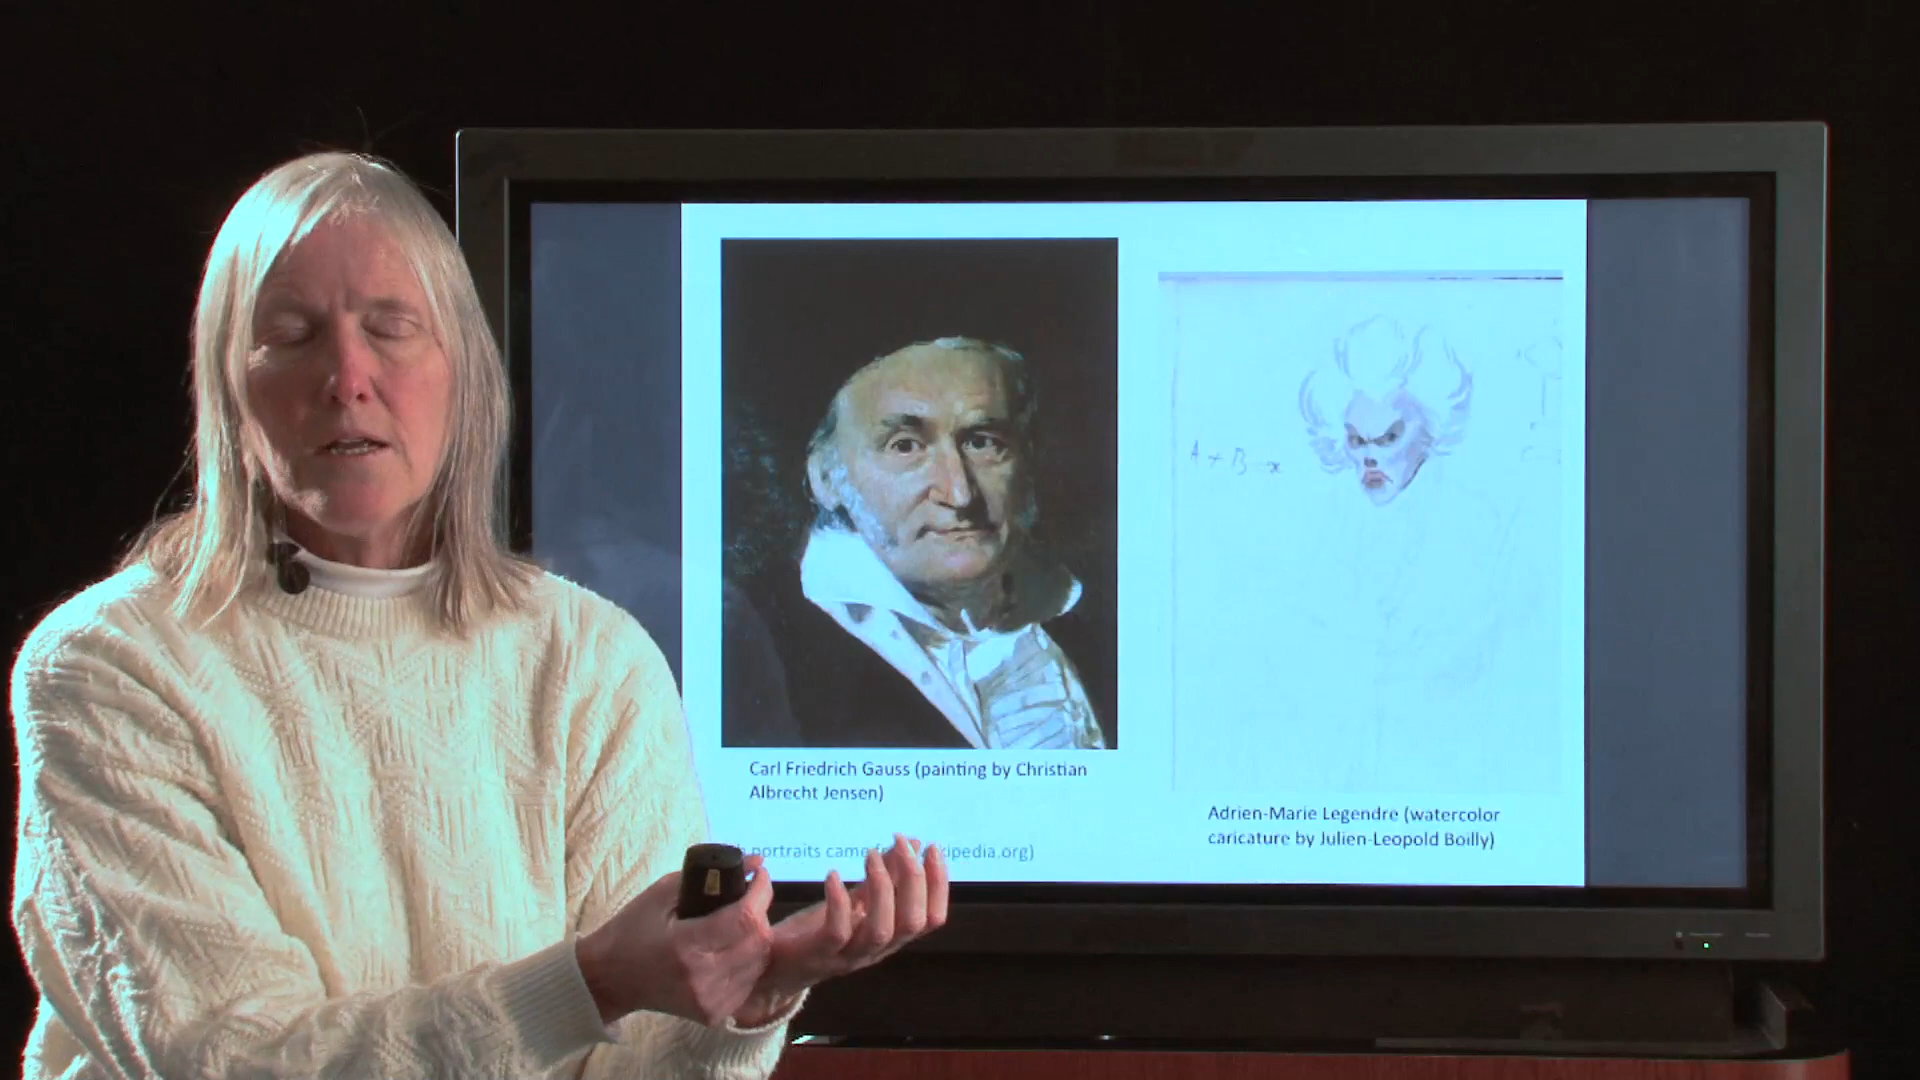 Carl Friedrich Gauss (painting by Christian
Albrecht Jensen)
portraits came
Adrien-Marie Legendre (watercolor
caricature by Julien-Leopold Boilly)
A + B = x